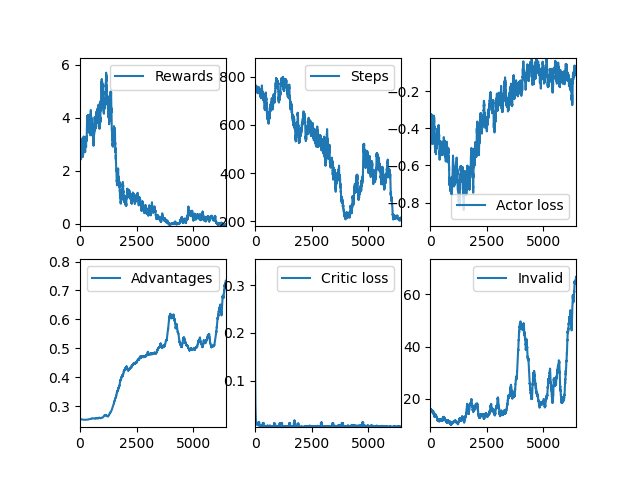 Rewards
6
4
2
0
0 2500 5000
Steps
800
600
400
200
0 2500 5000
Actor loss
−0.2
−0.4
−0.6
−0.8
0 2500 5000
Advantages
0.8
0.7
0.6
0.5
0.4
0.3
0 2500 5000
Critic loss
0.3
0.2
0.1
0 2500 5000
Invalid
60
40
20
0 2500 5000